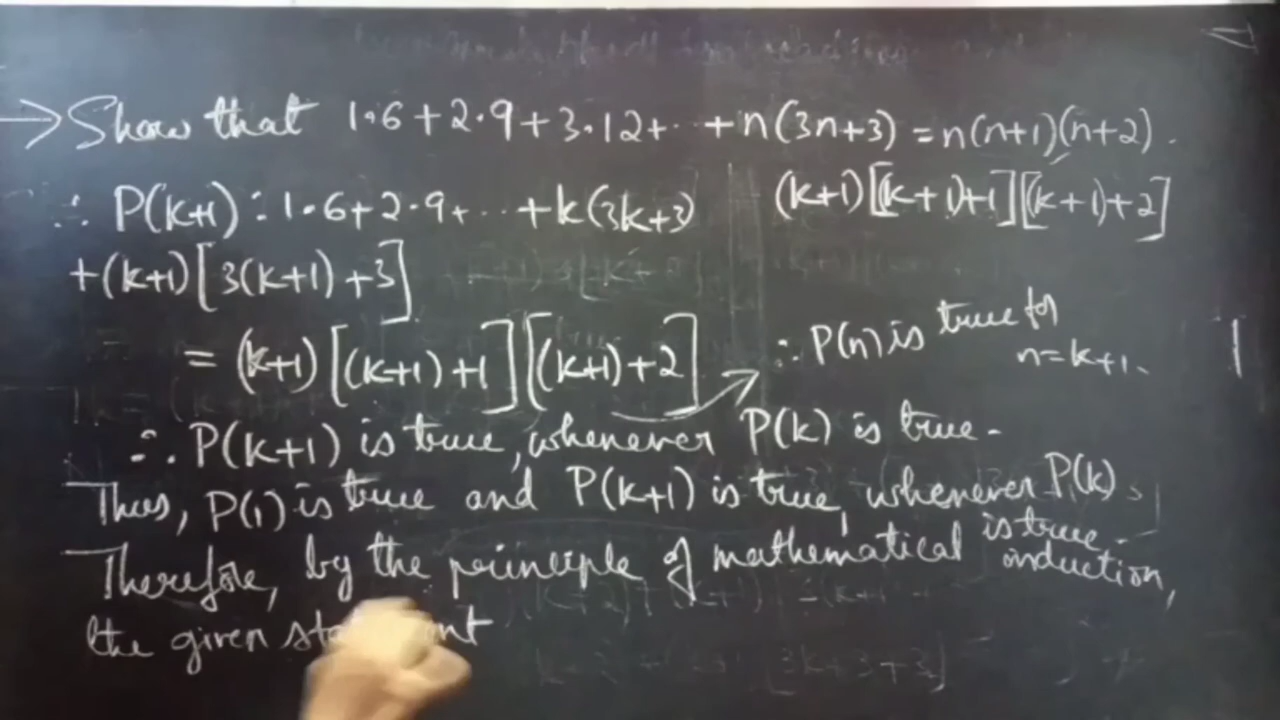 → Show that 1·6+2·9+3·12+··+n(3n+3)=n(n+1)(n+2).
∴ P(k+1):1·6+2·9+···+k(3k+3)
+(k+1)[3(k+1)+3]
=(k+1)[(k+1)+1][(k+1)+2]
(k+1)[(k+1)+1][(k+1)+2]
∴ P(n) is true for
n=k+1.
∴ P(k+1) is true, whenever P(k) is true.
Thus, P(1) is true and P(k+1) is true, whenever P(k)
is true.
Therefore, by the principle of mathematical induction,
the given